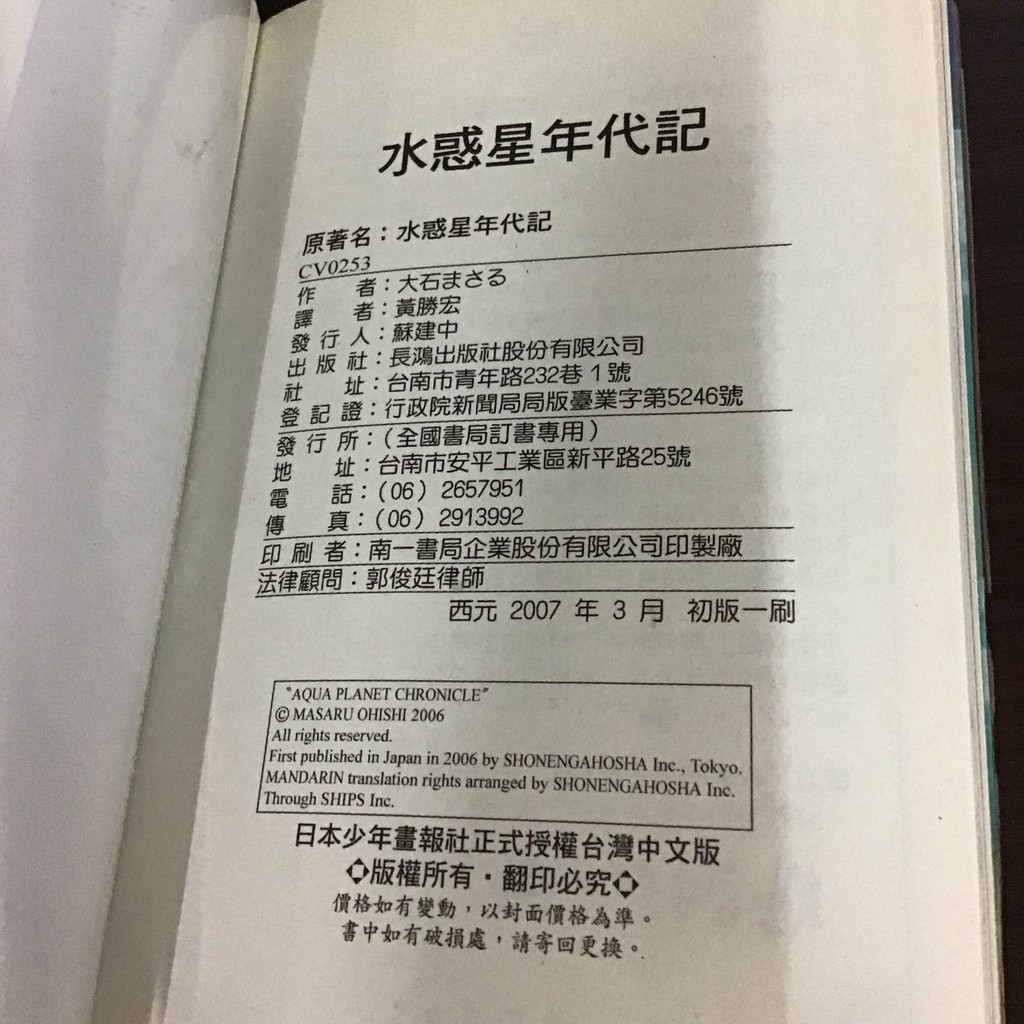 水惑星年代記
原著名：水惑星年代記
CV0253
作者：大石まさる
譯者：黃勝宏
發行人：蘇建中
出版社：長鴻出版社股份有限公司
社址：台南市青年路232巷1號
登記證：行政院新聞局局版臺業字第5246號
發行所：（全國書局訂書專用）
地址：台南市安平工業區新平路25號
電話：（06）2657951
傳真：（06）2913992
印刷者：南一書局企業股份有限公司印製廠
法律顧問：郭俊廷律師
西元 2007 年 3 月 初版一刷
〝AQUA PLANET CHRONICLE〞
© MASARU OHISHI 2006
All rights reserved.
First published in Japan in 2006 by SHONENGAHOSHA Inc., Tokyo.
MANDARIN translation rights arranged by SHONENGAHOSHA Inc.
Through SHIPS Inc.
日本少年畫報社正式授權台灣中文版
◇版權所有・翻印必究◇
價格如有變動，以封面價格為準。
書中如有破損處，請寄回更換。